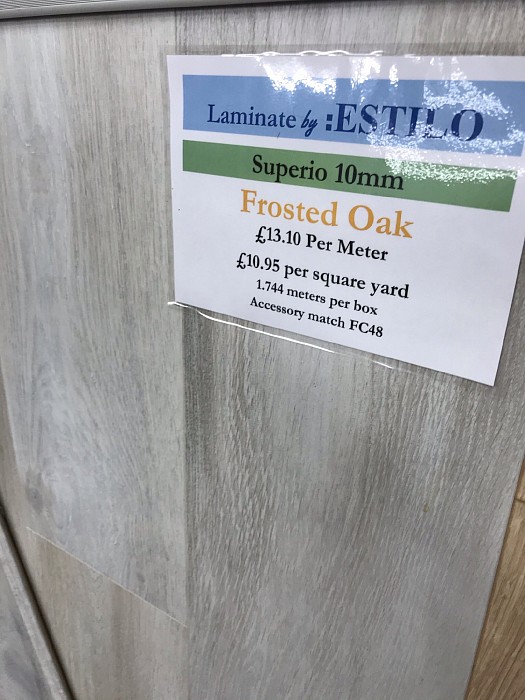 Laminate by :ESTILO
Superio 10mm
Frosted Oak
£13.10 Per Meter
£10.95 per square yard
1.744 meters per box
Accessory match FC48